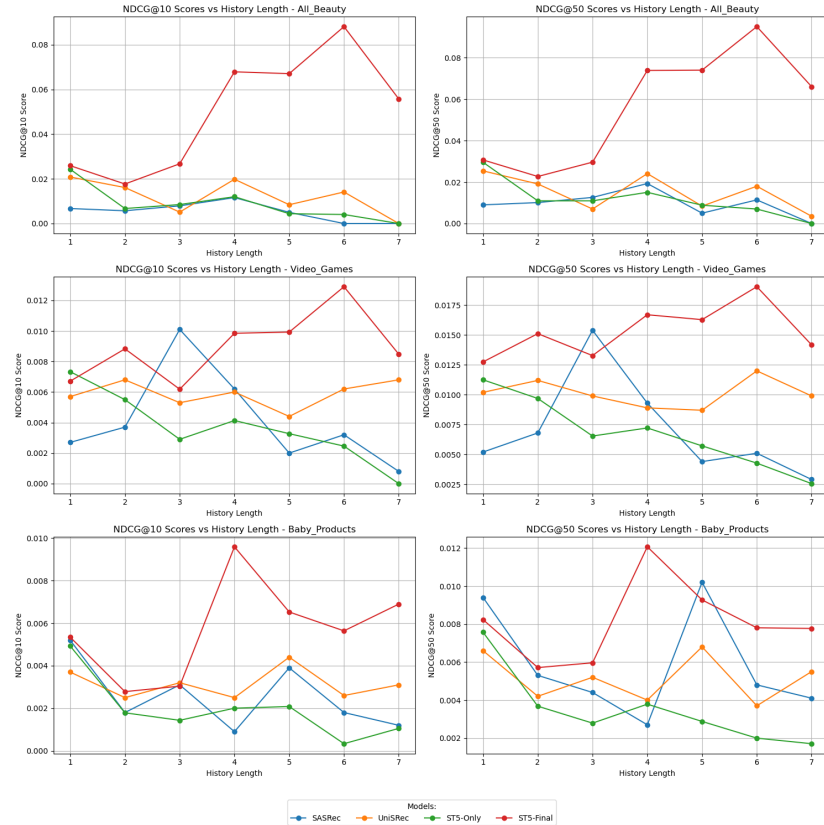 NDCG@10 Scores vs History Length - All_Beauty
NDCG@10 Score
0.08
0.06
0.04
0.02
0.00
1 2 3 4 5 6 7
History Length
NDCG@50 Scores vs History Length - All_Beauty
NDCG@50 Score
0.08
0.06
0.04
0.02
0.00
1 2 3 4 5 6 7
History Length
NDCG@10 Scores vs History Length - Video_Games
NDCG@10 Score
0.012
0.010
0.008
0.006
0.004
0.002
0.000
1 2 3 4 5 6 7
History Length
NDCG@50 Scores vs History Length - Video_Games
NDCG@50 Score
0.0175
0.0150
0.0125
0.0100
0.0075
0.0050
0.0025
1 2 3 4 5 6 7
History Length
NDCG@10 Scores vs History Length - Baby_Products
NDCG@10 Score
0.010
0.008
0.006
0.004
0.002
0.000
1 2 3 4 5 6 7
History Length
NDCG@50 Scores vs History Length - Baby_Products
NDCG@50 Score
0.012
0.010
0.008
0.006
0.004
0.002
1 2 3 4 5 6 7
History Length
Models:
SASRec UniSRec ST5-Only ST5-Final